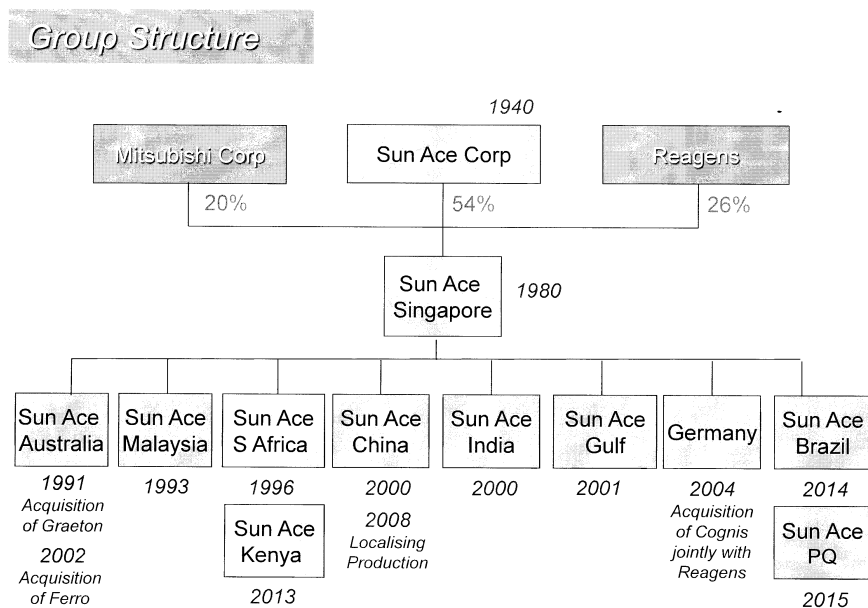 Group Structure
1940
Mitsubishi Corp
Sun Ace Corp
Reagens
20%
54%
26%
Sun Ace
Singapore
1980
Sun Ace
Australia
1991
Acquisition
of Graeton
2002
Acquisition
of Ferro
Sun Ace
Malaysia
1993
Sun Ace
S Africa
1996
Sun Ace
Kenya
2013
Sun Ace
China
2000
2008
Localising
Production
Sun Ace
India
2000
Sun Ace
Gulf
2001
Germany
2004
Acquisition
of Cognis
jointly with
Reagens
Sun Ace
Brazil
2014
Sun Ace
PQ
2015